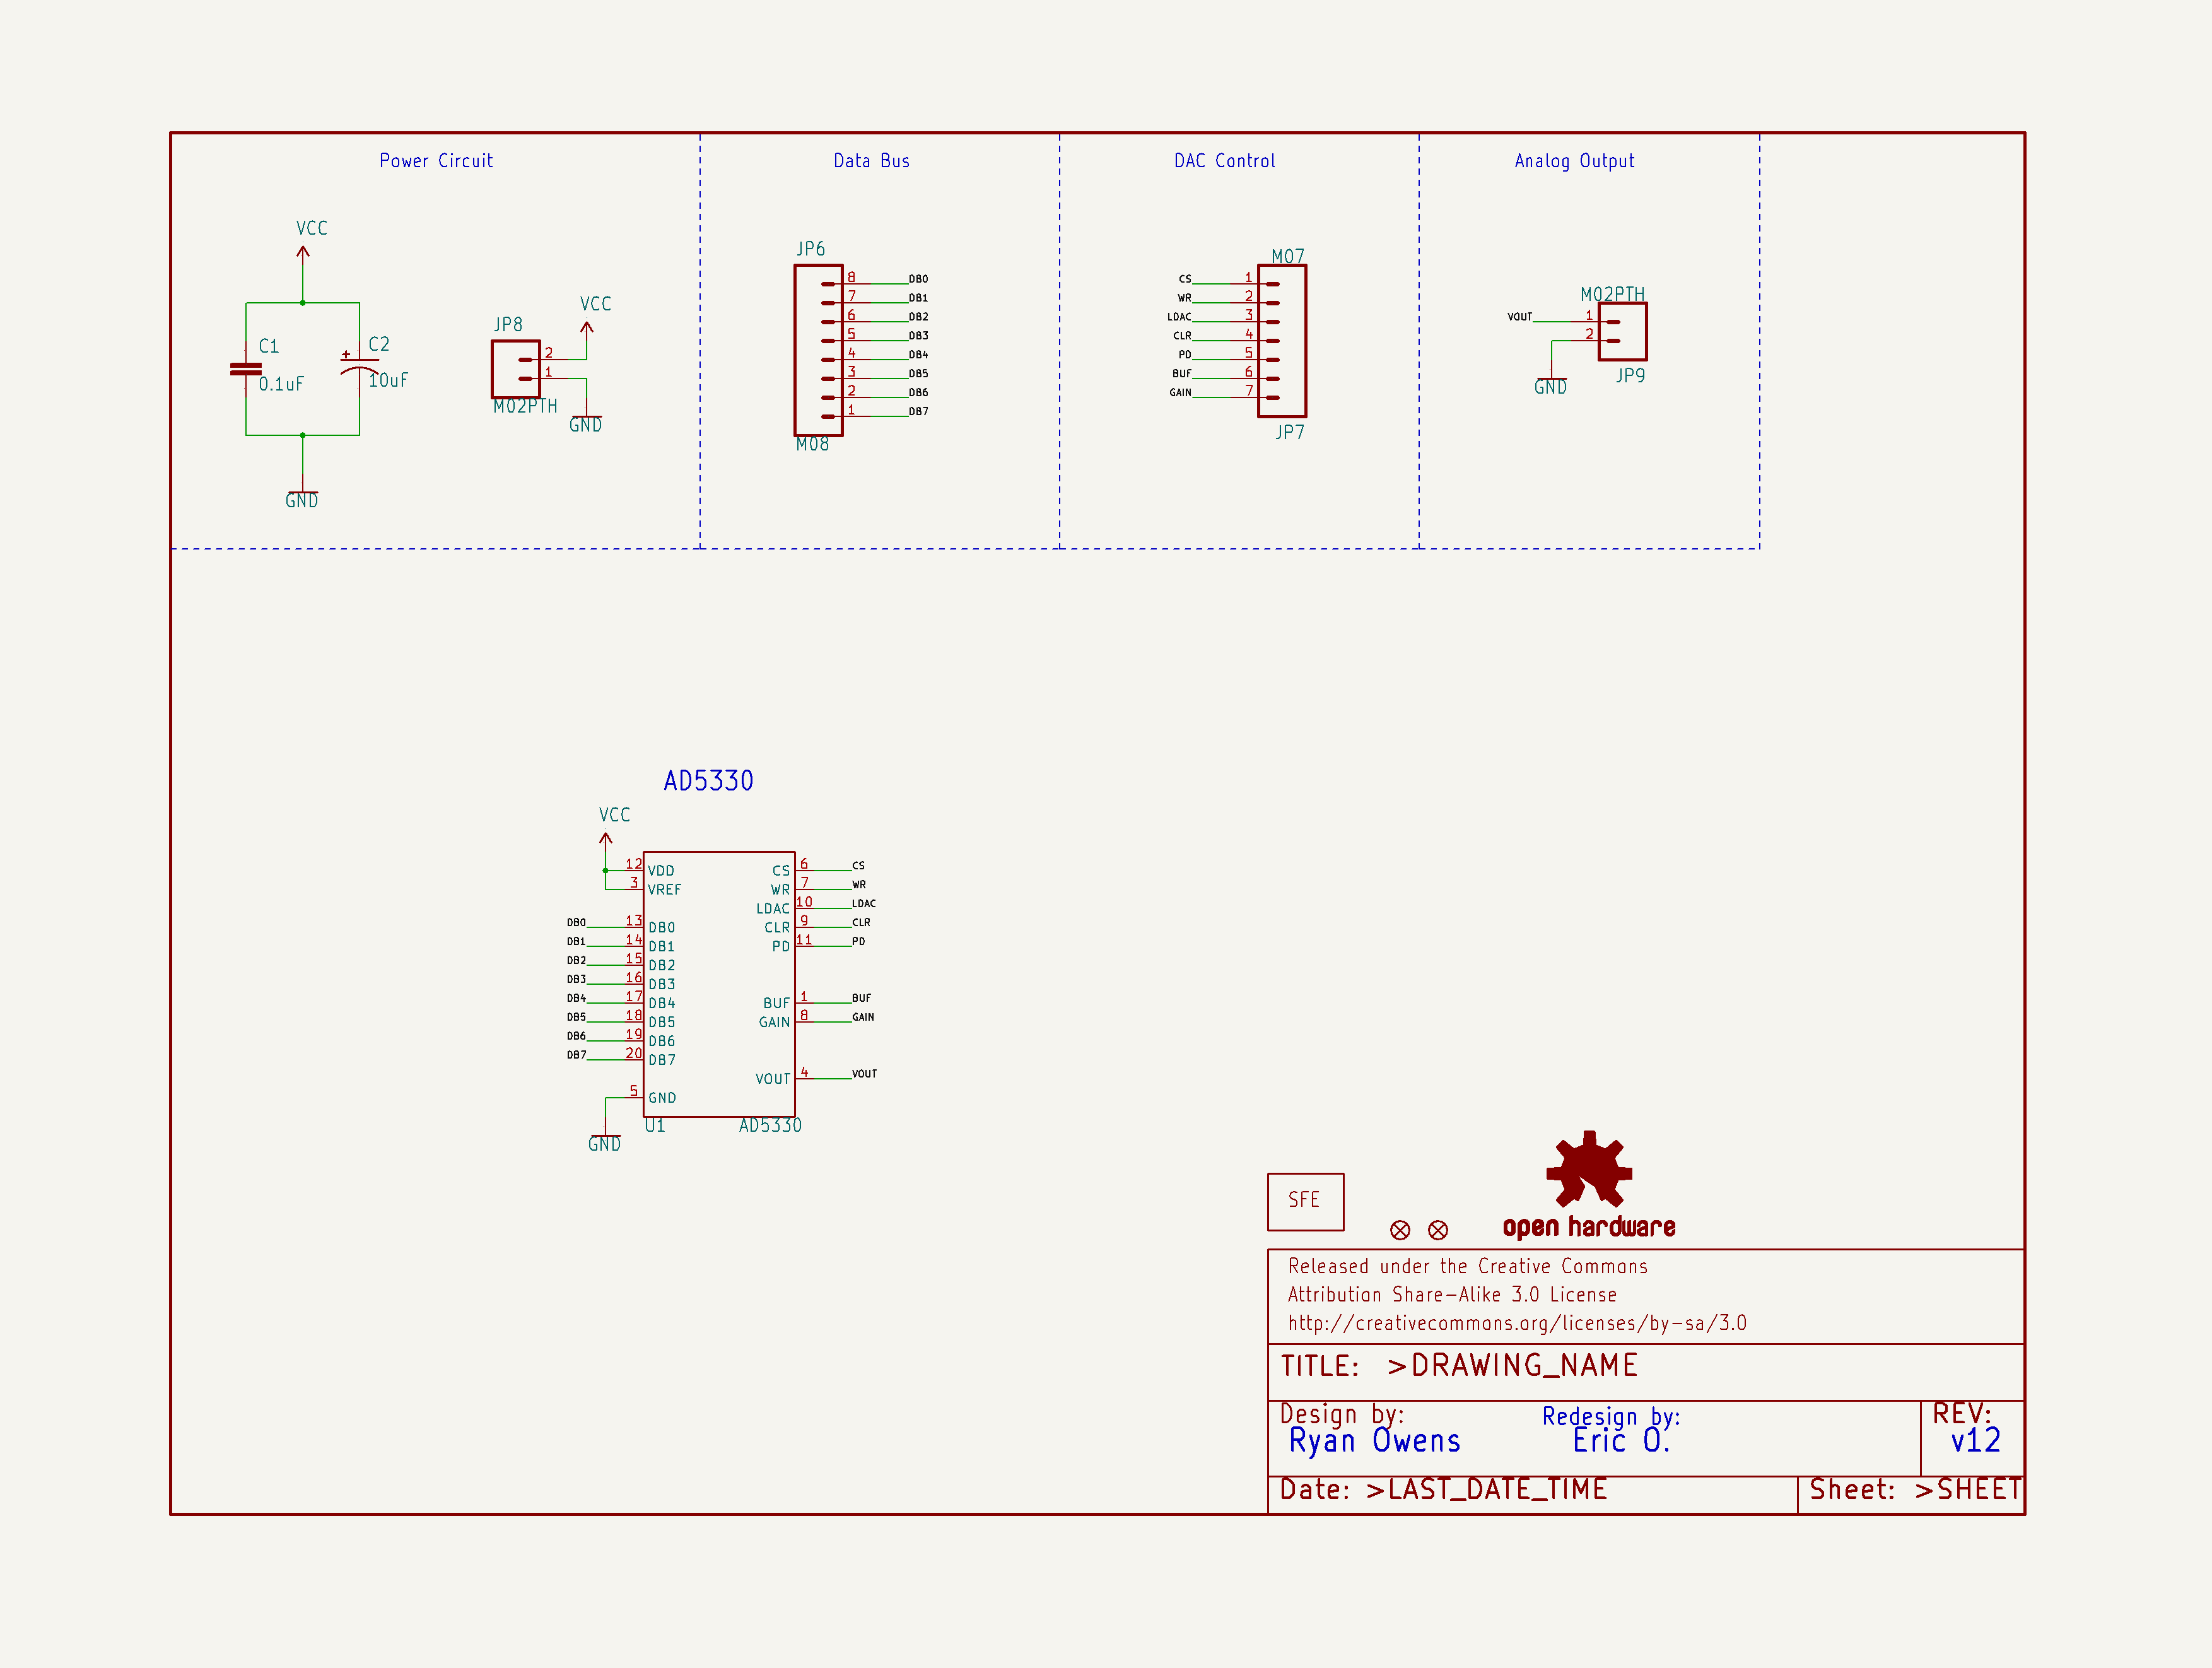 Power Circuit
Data Bus
DAC Control
Analog Output
VCC
C1
0.1uF
C2
10uF
GND
JP8
2
1
M02PTH
VCC
GND
JP6
8 DB0
7 DB1
6 DB2
5 DB3
4 DB4
3 DB5
2 DB6
1 DB7
M08
M07
CS 1
WR 2
LDAC 3
CLR 4
PD 5
BUF 6
GAIN 7
JP7
M02PTH
VOUT 1
2
GND
JP9
AD5330
VCC
12 VDD
3 VREF
DB0 13 DB0
DB1 14 DB1
DB2 15 DB2
DB3 16 DB3
DB4 17 DB4
DB5 18 DB5
DB6 19 DB6
DB7 20 DB7
5 GND
GND
CS 6 CS
WR 7 WR
LDAC 10 LDAC
CLR 9 CLR
PD 11 PD
BUF 1 BUF
GAIN 8 GAIN
VOUT 4 VOUT
U1
AD5330
SFE
open hardware
Released under the Creative Commons
Attribution Share-Alike 3.0 License
http://creativecommons.org/licenses/by-sa/3.0
TITLE: >DRAWING_NAME
Design by:
Ryan Owens
Redesign by:
Eric O.
REV:
v12
Date: >LAST_DATE_TIME
Sheet: >SHEET